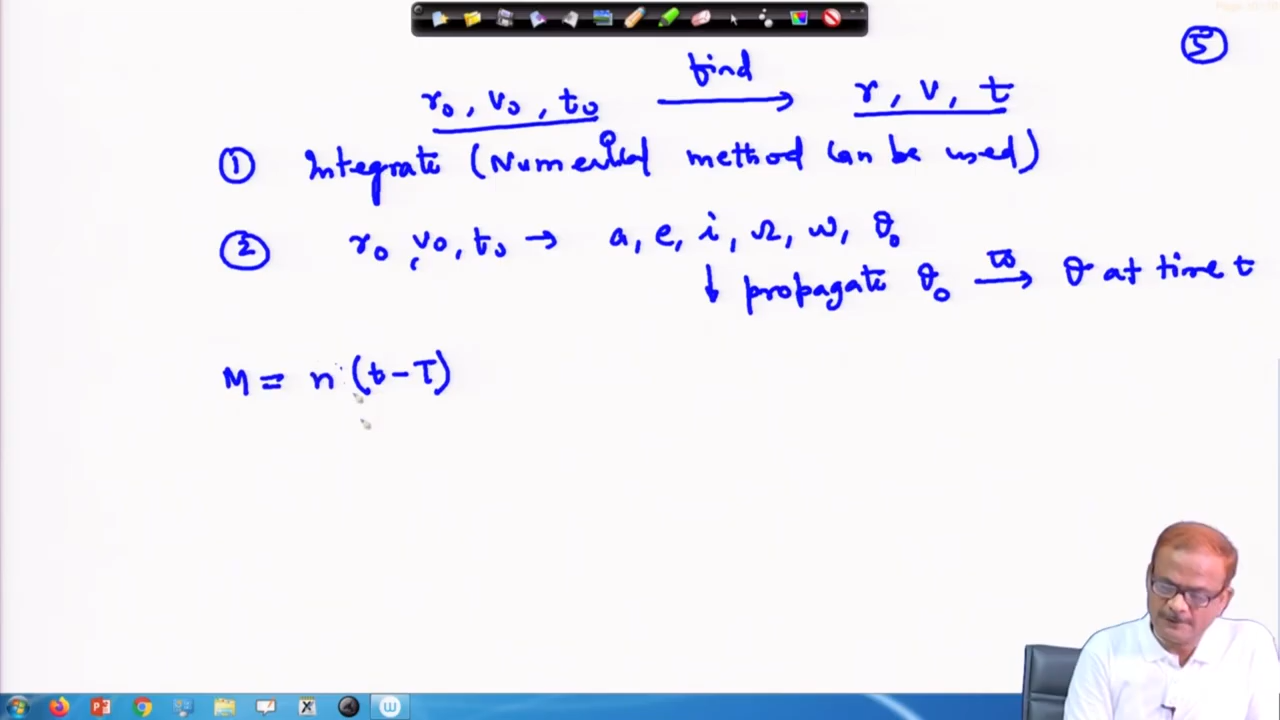 ⑤
find
r₀, v₀, t₀ ⟶ r, v, t
① Integrate (Numerical method can be used)
② r₀, v₀, t₀ → a, e, i, Ω, ω, θ₀
↓ propagate θ₀ to ⟶ θ at time t
M = n (t - T)